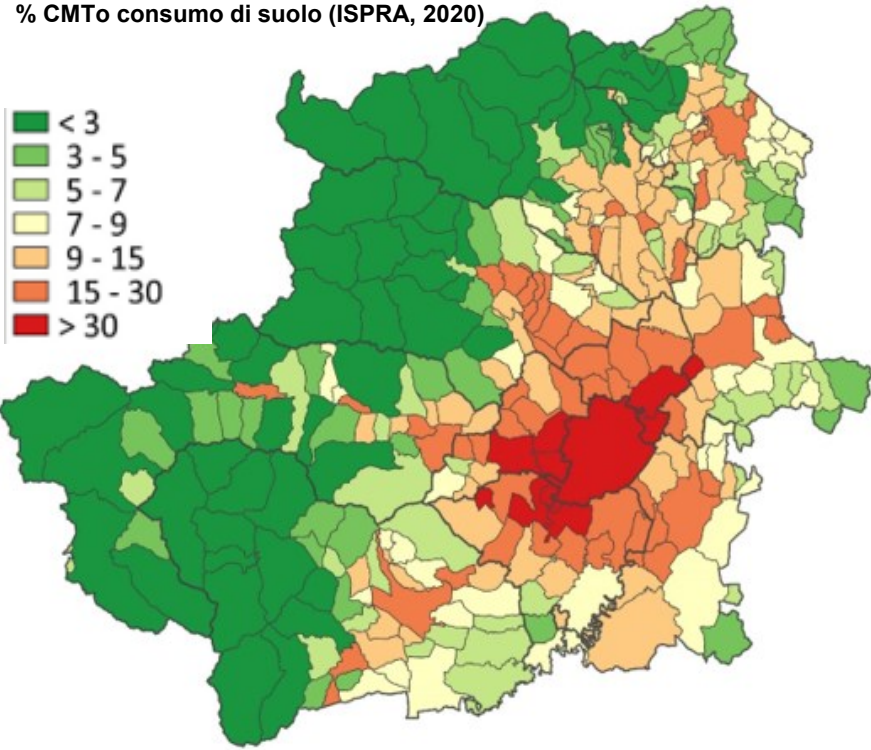 % CMTo consumo di suolo (ISPRA, 2020)
< 3
3 - 5
5 - 7
7 - 9
9 - 15
15 - 30
> 30